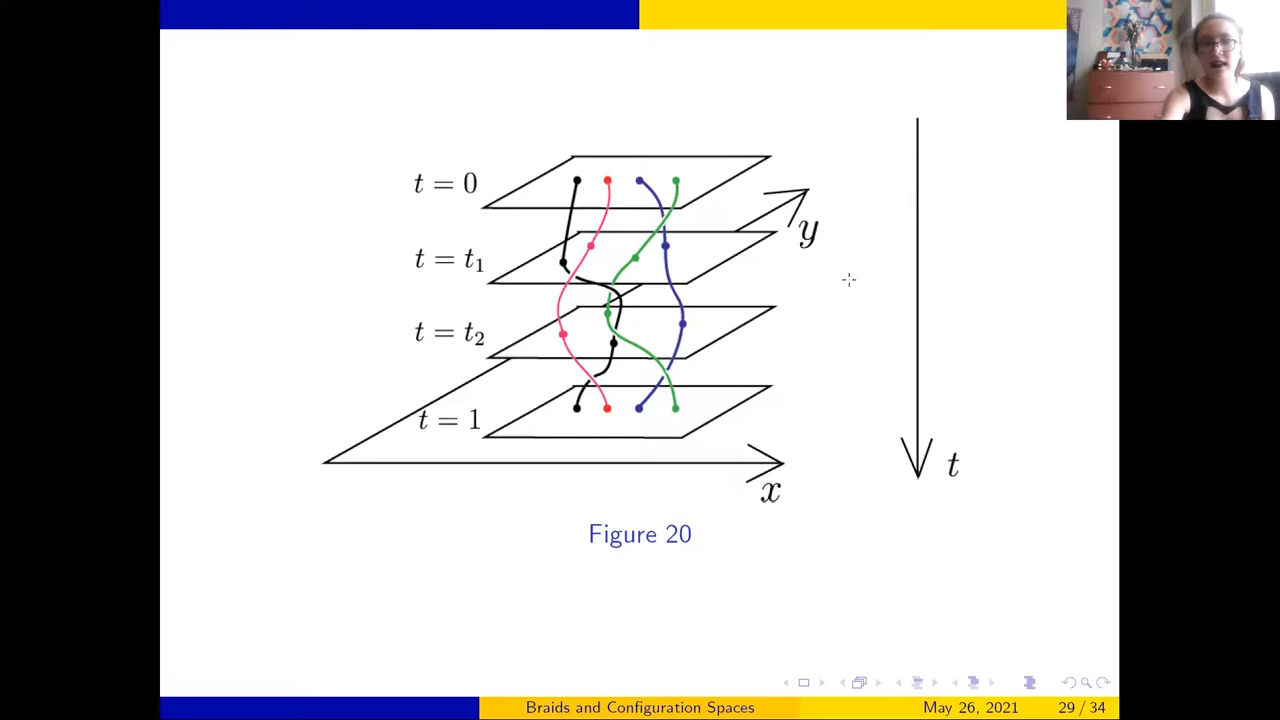 t = 0
y
t = t₁
t = t₂
t = 1
t
x
Figure 20
Braids and Configuration Spaces
May 26, 2021
29 / 34